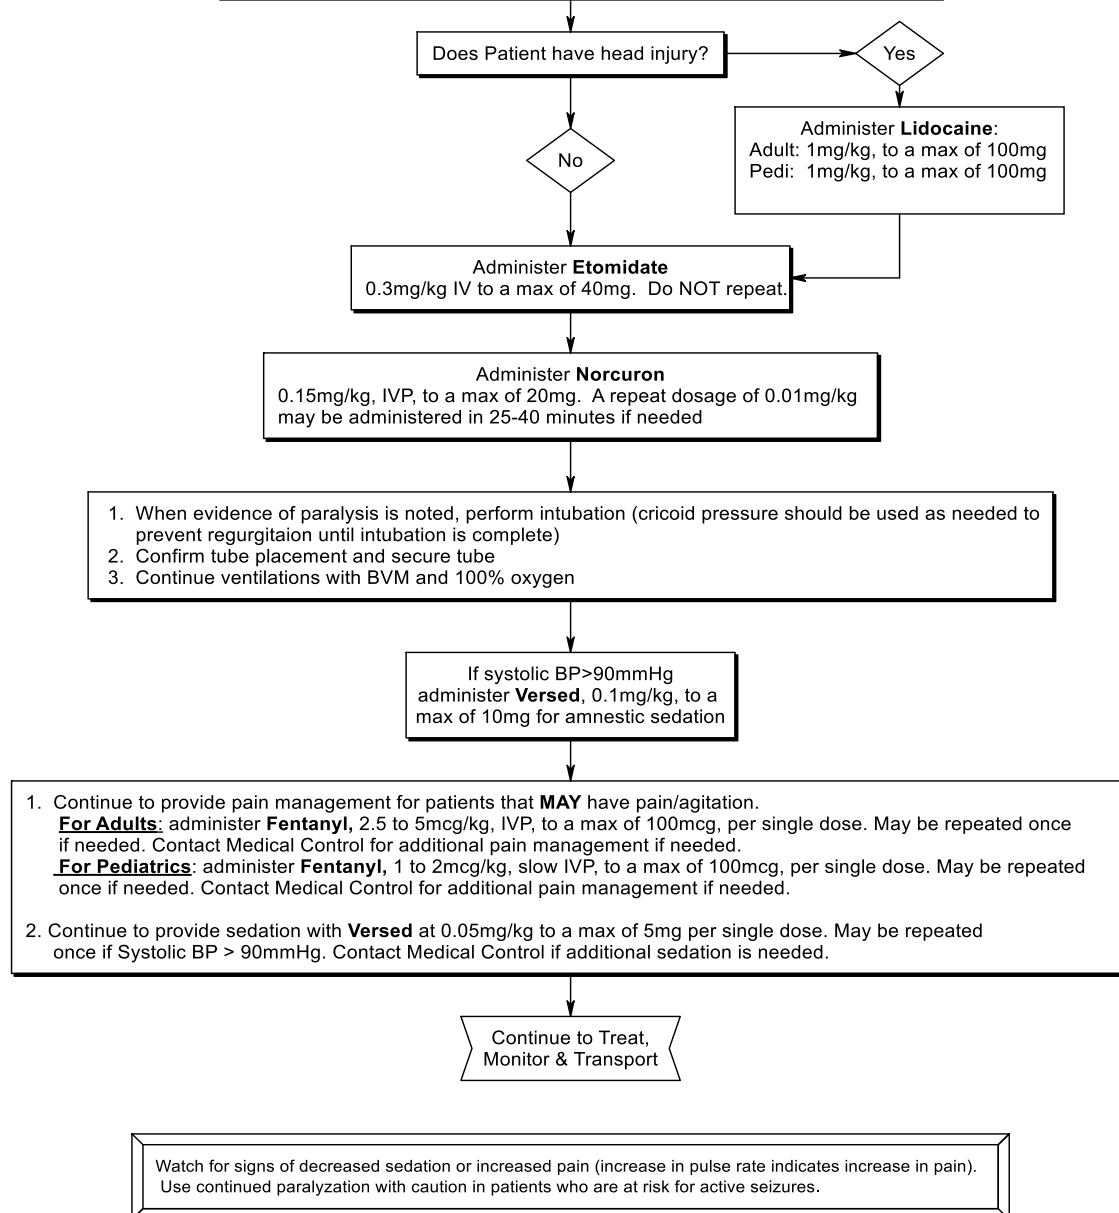 Does Patient have head injury?
Yes
Administer Lidocaine:
Adult: 1mg/kg, to a max of 100mg
Pedi: 1mg/kg, to a max of 100mg
No
Administer Etomidate
0.3mg/kg IV to a max of 40mg. Do NOT repeat.
Administer Norcuron
0.15mg/kg, IVP, to a max of 20mg. A repeat dosage of 0.01mg/kg
may be administered in 25-40 minutes if needed
1. When evidence of paralysis is noted, perform intubation (cricoid pressure should be used as needed to
prevent regurgitaion until intubation is complete)
2. Confirm tube placement and secure tube
3. Continue ventilations with BVM and 100% oxygen
If systolic BP>90mmHg
administer Versed, 0.1mg/kg, to a
max of 10mg for amnestic sedation
1. Continue to provide pain management for patients that MAY have pain/agitation.
For Adults: administer Fentanyl, 2.5 to 5mcg/kg, IVP, to a max of 100mcg, per single dose. May be repeated once
if needed. Contact Medical Control for additional pain management if needed.
For Pediatrics: administer Fentanyl, 1 to 2mcg/kg, slow IVP, to a max of 100mcg, per single dose. May be repeated
once if needed. Contact Medical Control for additional pain management if needed.
2. Continue to provide sedation with Versed at 0.05mg/kg to a max of 5mg per single dose. May be repeated
once if Systolic BP > 90mmHg. Contact Medical Control if additional sedation is needed.
Continue to Treat,
Monitor & Transport
Watch for signs of decreased sedation or increased pain (increase in pulse rate indicates increase in pain).
Use continued paralyzation with caution in patients who are at risk for active seizures.